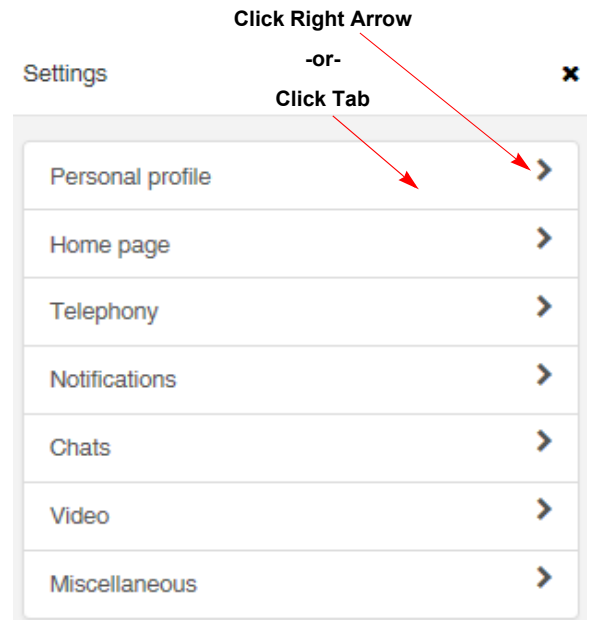 Click Right Arrow
-or-
Settings
Click Tab
Personal profile
Home page
Telephony
Notifications
Chats
Video
Miscellaneous